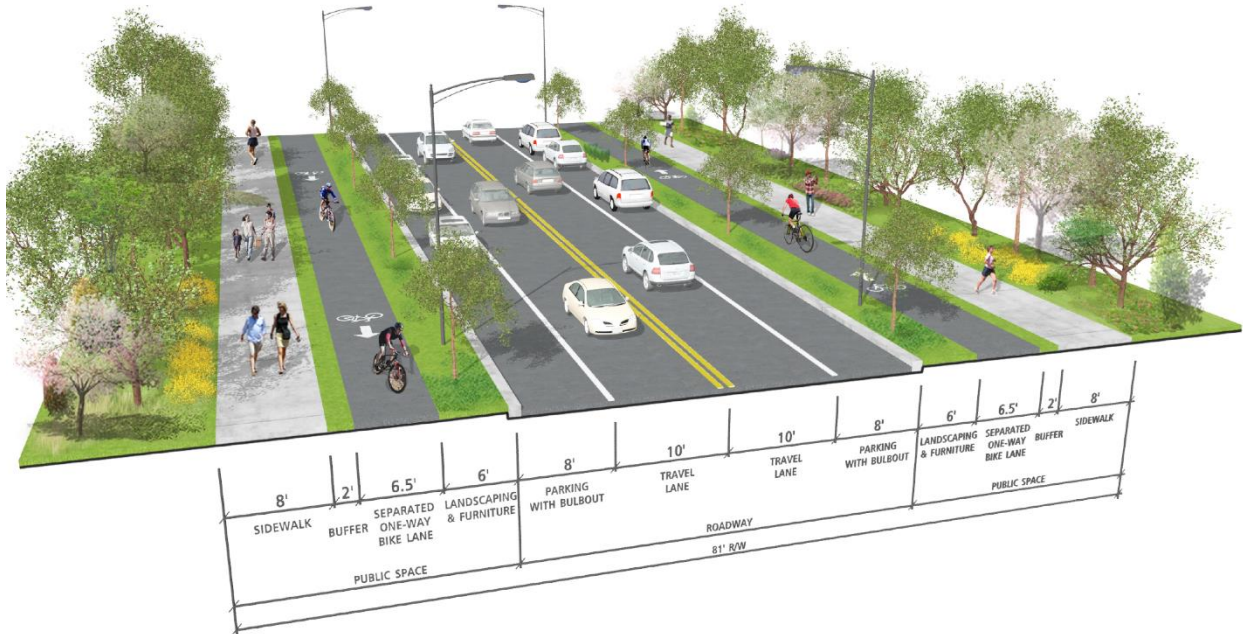 8'
SIDEWALK
2'
BUFFER
6.5'
SEPARATED
ONE-WAY
BIKE LANE
6'
LANDSCAPING
& FURNITURE
8'
PARKING
WITH BULBOUT
10'
TRAVEL
LANE
10'
TRAVEL
LANE
8'
PARKING
WITH BULBOUT
6'
LANDSCAPING
& FURNITURE
6.5'
SEPARATED
ONE-WAY
BIKE LANE
2'
BUFFER
8'
SIDEWALK
PUBLIC SPACE
ROADWAY
PUBLIC SPACE
81' R/W